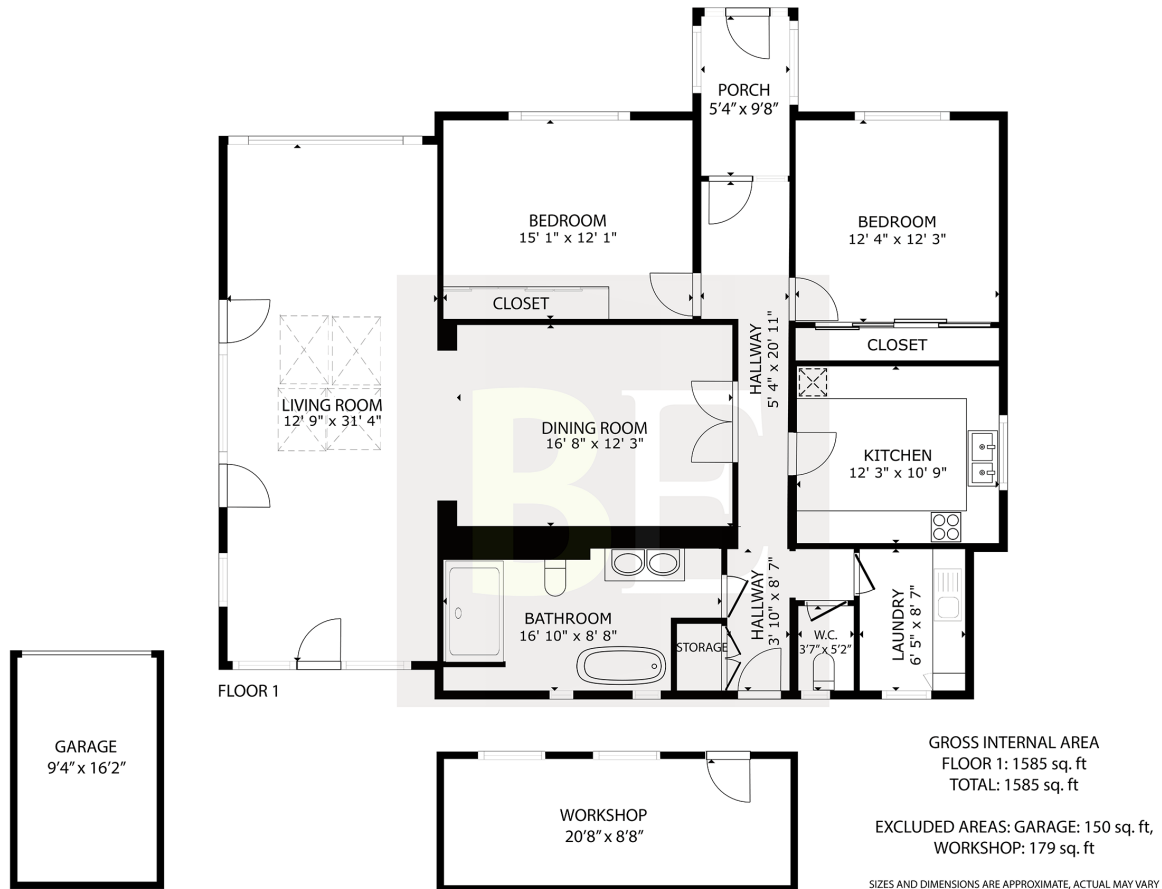 PORCH
5'4" x 9'8"
BEDROOM
15' 1" x 12' 1"
BEDROOM
12' 4" x 12' 3"
CLOSET
HALLWAY
5' 4" x 20' 11"
CLOSET
LIVING ROOM
12' 9" x 31' 4"
DINING ROOM
16' 8" x 12' 3"
BE
KITCHEN
12' 3" x 10' 9"
BATHROOM
16' 10" x 8' 8"
STORAGE
HALLWAY
3' 10" x 8' 7"
W.C.
3'7" x 5'2"
LAUNDRY
6' 5" x 8' 7"
FLOOR 1
GARAGE
9'4" x 16'2"
WORKSHOP
20'8" x 8'8"
GROSS INTERNAL AREA
FLOOR 1: 1585 sq. ft
TOTAL: 1585 sq. ft
EXCLUDED AREAS: GARAGE: 150 sq. ft,
WORKSHOP: 179 sq. ft
SIZES AND DIMENSIONS ARE APPROXIMATE, ACTUAL MAY VARY